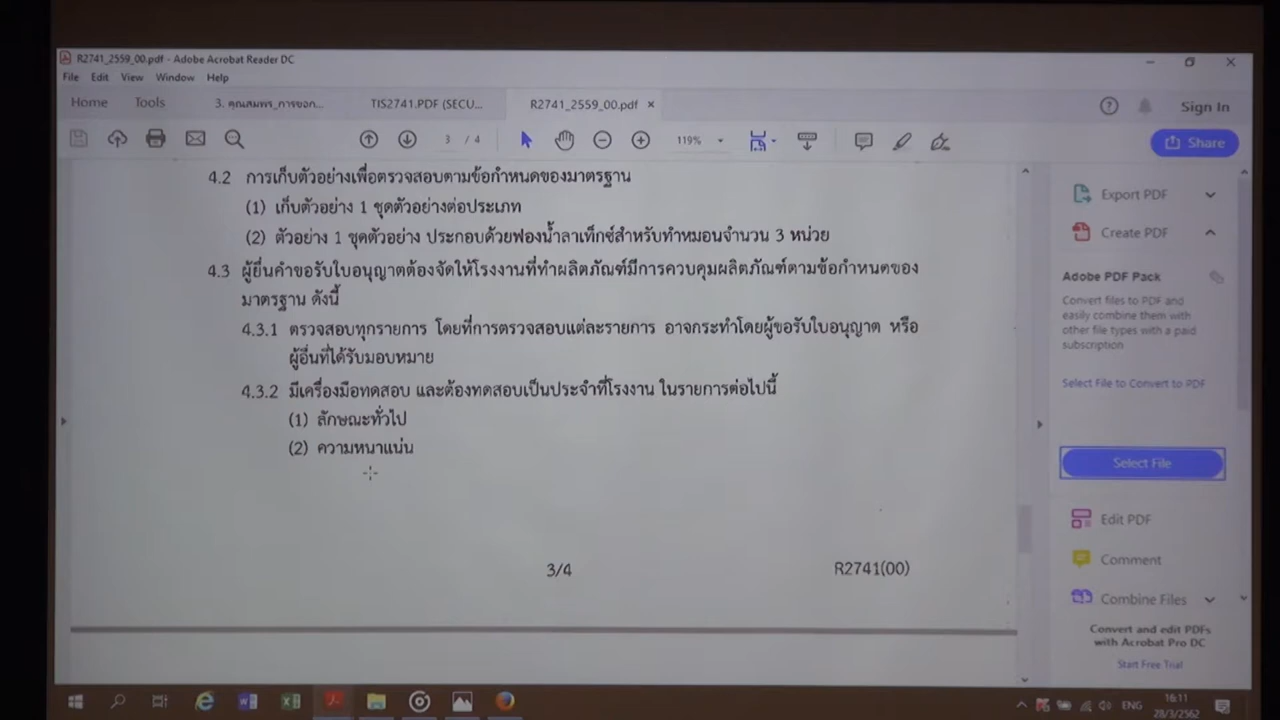 R2741_2559_00.pdf - Adobe Acrobat Reader DC
File Edit View Window Help
Home Tools 3. คุณสมพร_การขอก... TIS2741.PDF (SECU... R2741_2559_00.pdf × Sign In
3 / 4 119% Share
4.2 การเก็บตัวอย่างเพื่อตรวจสอบตามข้อกำหนดของมาตรฐาน
(1) เก็บตัวอย่าง 1 ชุดตัวอย่างต่อประเภท
(2) ตัวอย่าง 1 ชุดตัวอย่าง ประกอบด้วยฟองน้ำลาเท็กซ์สำหรับทำหมอนจำนวน 3 หน่วย
4.3 ผู้ยื่นคำขอรับใบอนุญาตต้องจัดให้โรงงานที่ทำผลิตภัณฑ์มีการควบคุมผลิตภัณฑ์ตามข้อกำหนดของ
มาตรฐาน ดังนี้
4.3.1 ตรวจสอบทุกรายการ โดยที่การตรวจสอบแต่ละรายการ อาจกระทำโดยผู้ขอรับใบอนุญาต หรือ
ผู้อื่นที่ได้รับมอบหมาย
4.3.2 มีเครื่องมือทดสอบ และต้องทดสอบเป็นประจำที่โรงงาน ในรายการต่อไปนี้
(1) ลักษณะทั่วไป
(2) ความหนาแน่น
3/4 R2741(00)
Export PDF
Create PDF
Adobe PDF Pack
Convert files to PDF and
easily combine them with
other file types with a paid
subscription
Select File to Convert to PDF
Select File
Edit PDF
Comment
Combine Files
Convert and edit PDFs
with Acrobat Pro DC
Start Free Trial
ENG 16:11
28/3/2562